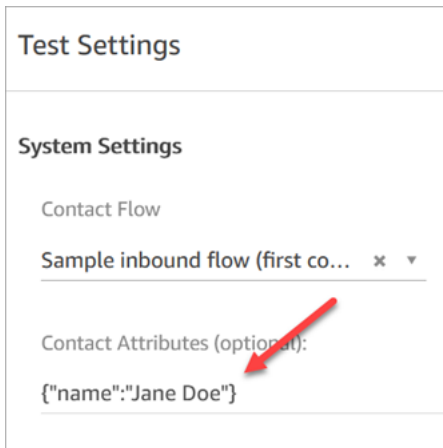 Test Settings
System Settings
Contact Flow
Sample inbound flow (first co...
Contact Attributes (optional):
{"name":"Jane Doe"}